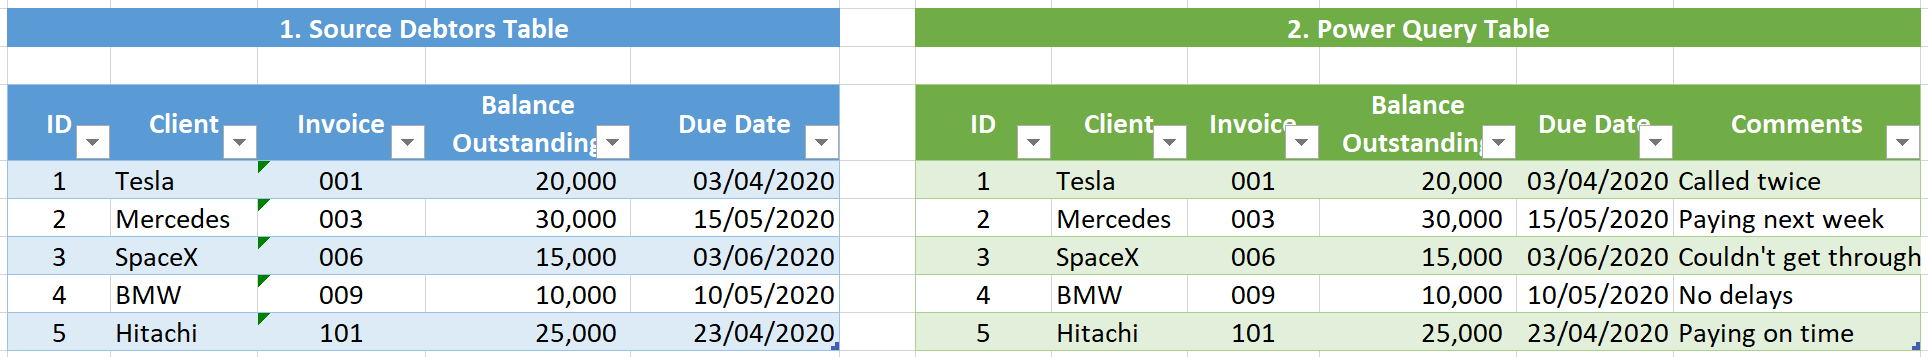 1. Source Debtors Table
2. Power Query Table
ID Client Invoice Balance Outstanding Due Date
ID Client Invoice Balance Outstanding Due Date Comments
1 Tesla 001 20,000 03/04/2020
1 Tesla 001 20,000 03/04/2020 Called twice
2 Mercedes 003 30,000 15/05/2020
2 Mercedes 003 30,000 15/05/2020 Paying next week
3 SpaceX 006 15,000 03/06/2020
3 SpaceX 006 15,000 03/06/2020 Couldn't get through
4 BMW 009 10,000 10/05/2020
4 BMW 009 10,000 10/05/2020 No delays
5 Hitachi 101 25,000 23/04/2020
5 Hitachi 101 25,000 23/04/2020 Paying on time